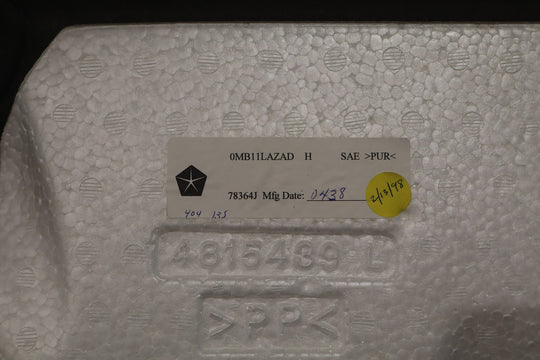 0MB11LAZAD H SAE >PUR<
78364J Mfg Date: 0438
2/13/98
404 135
4815439 L
>PP<